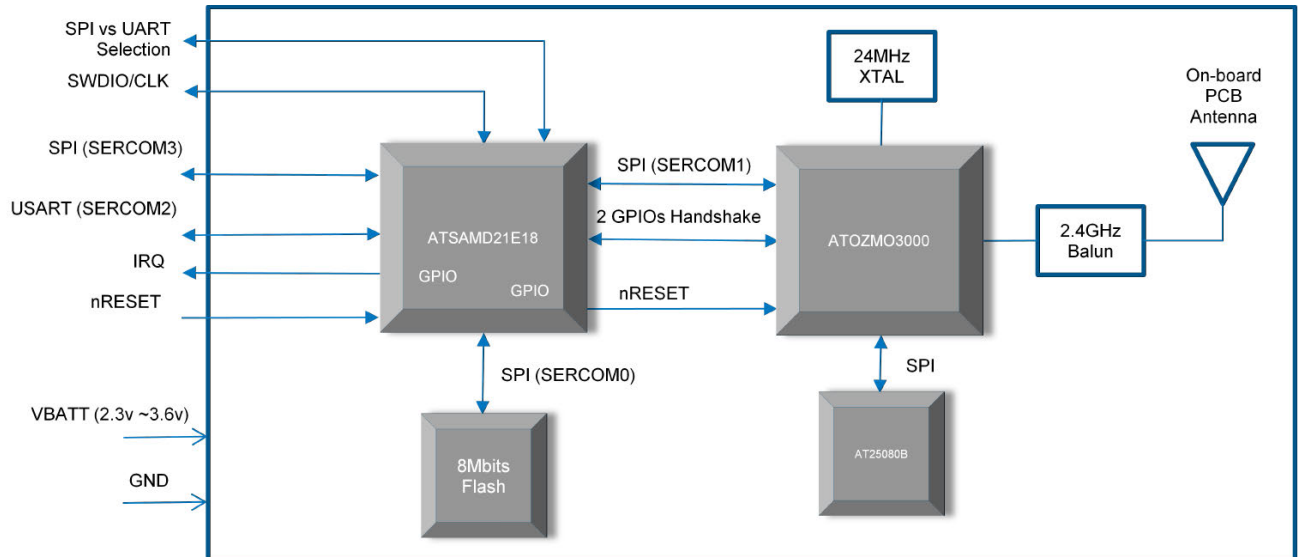 SPI vs UART
Selection
SWDIO/CLK
SPI (SERCOM3)
USART (SERCOM2)
IRQ
nRESET
VBATT (2.3v ~3.6v)
GND
ATSAMD21E18
GPIO
GPIO
SPI (SERCOM0)
8Mbits
Flash
SPI (SERCOM1)
2 GPIOs Handshake
nRESET
24MHz
XTAL
ATOZMO3000
SPI
AT25080B
2.4GHz
Balun
On-board
PCB
Antenna